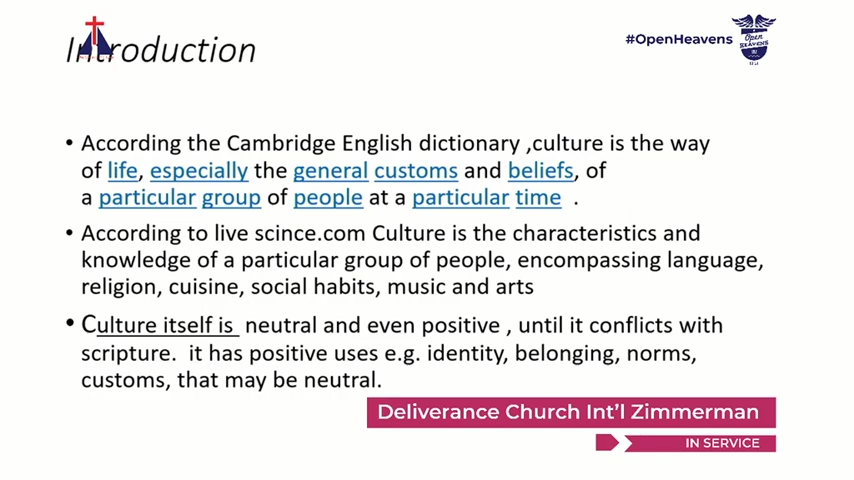 Introduction
#OpenHeavens
Open
HEAVENS
• According the Cambridge English dictionary ,culture is the way
of life, especially the general customs and beliefs, of
a particular group of people at a particular time .
• According to live scince.com Culture is the characteristics and
knowledge of a particular group of people, encompassing language,
religion, cuisine, social habits, music and arts
• Culture itself is neutral and even positive , until it conflicts with
scripture. it has positive uses e.g. identity, belonging, norms,
customs, that may be neutral.
Deliverance Church Int'l Zimmerman
IN SERVICE